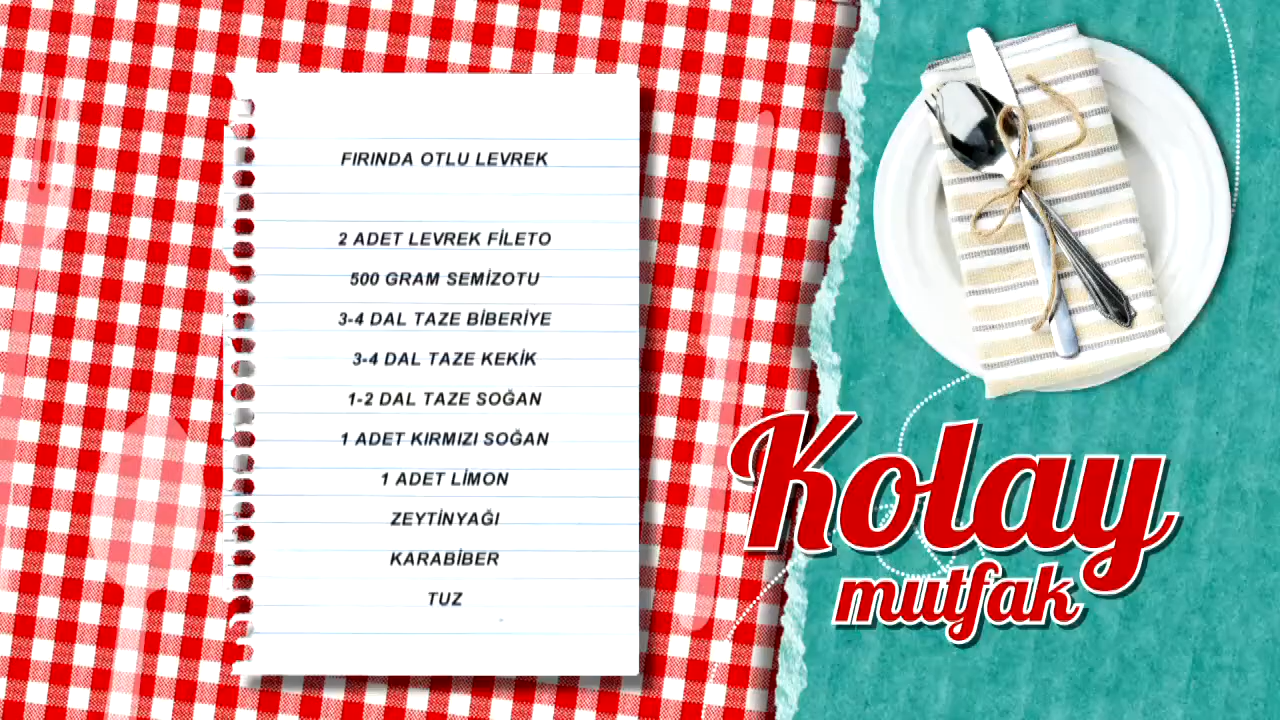 FIRINDA OTLU LEVREK
2 ADET LEVREK FİLETO
500 GRAM SEMİZOTU
3-4 DAL TAZE BİBERİYE
3-4 DAL TAZE KEKİK
1-2 DAL TAZE SOĞAN
1 ADET KIRMIZI SOĞAN
1 ADET LİMON
ZEYTİNYAĞI
KARABİBER
TUZ
Kolay
mutfak